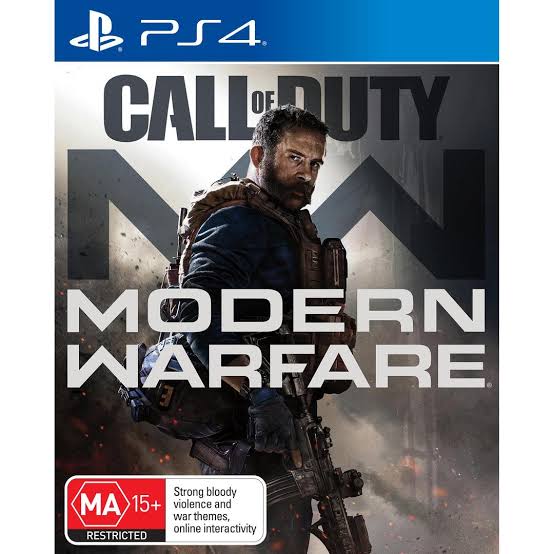 PS4
CALL OF DUTY
MW
MODERN
WARFARE
MA 15+
RESTRICTED
Strong bloody
violence and
war themes,
online interactivity